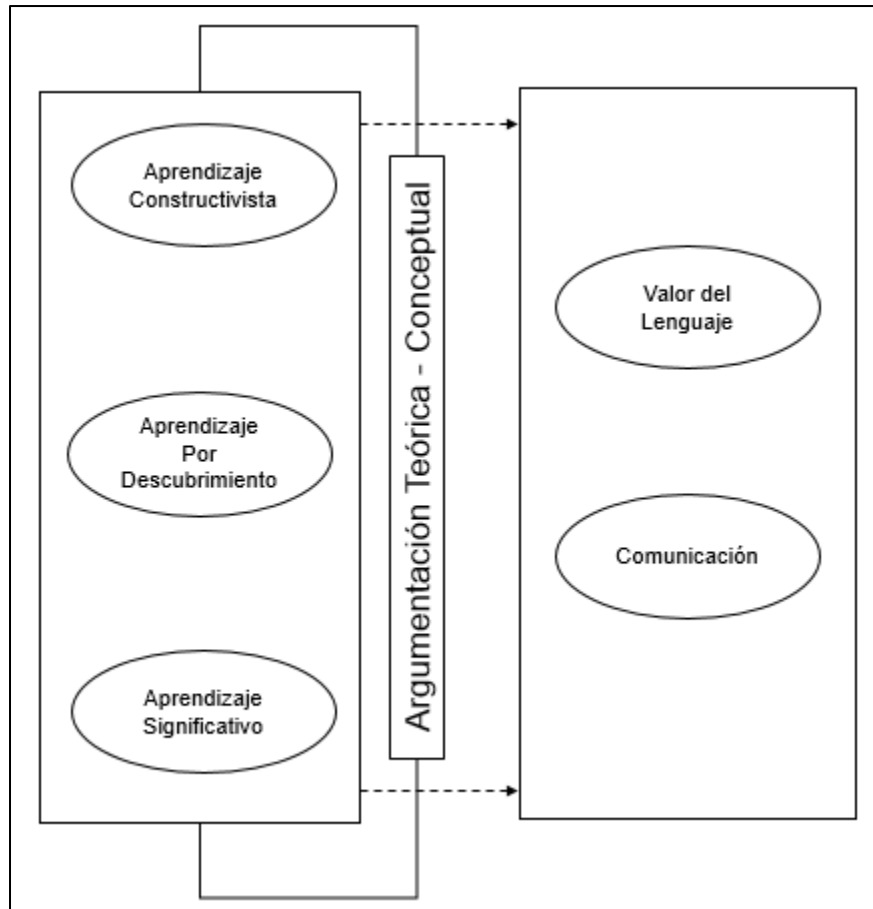 Aprendizaje
Constructivista
Aprendizaje
Por
Descubrimiento
Aprendizaje
Significativo
Argumentación Teórica - Conceptual
Valor del
Lenguaje
Comunicación